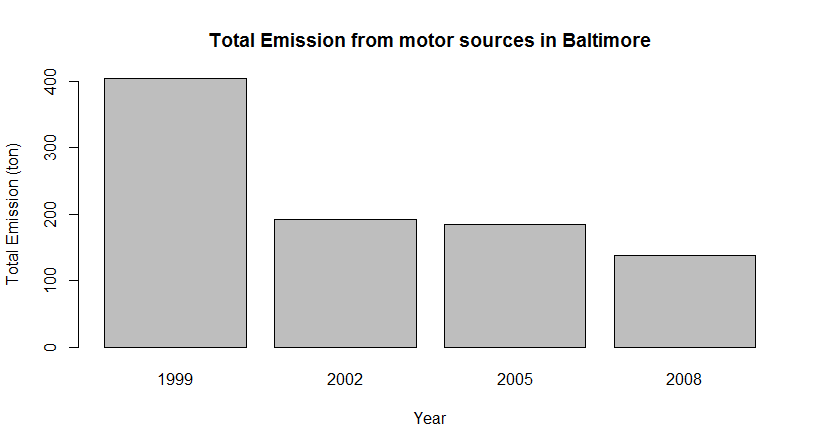 Total Emission from motor sources in Baltimore
Total Emission (ton)
400
300
200
100
0
1999 2002 2005 2008
Year